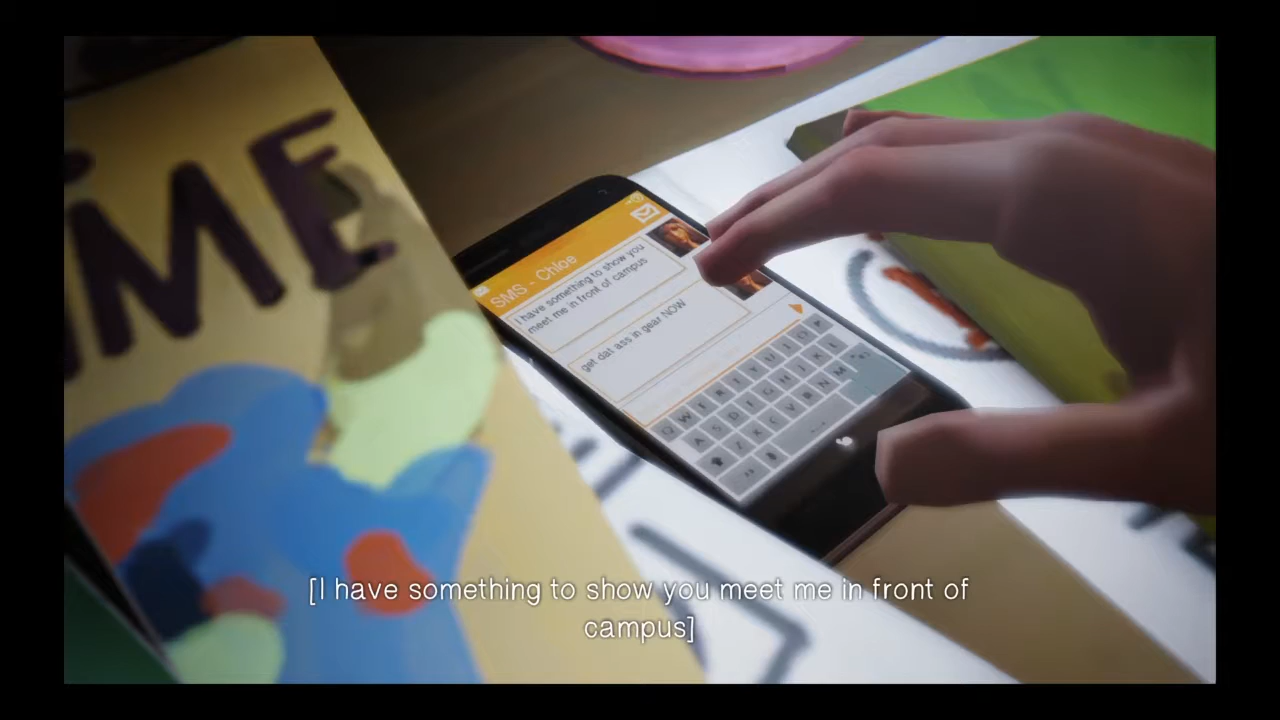 iME
SMS - Chloe
I have something to show you
meet me in front of campus
get dat ass in gear NOW
[I have something to show you meet me in front of
campus]